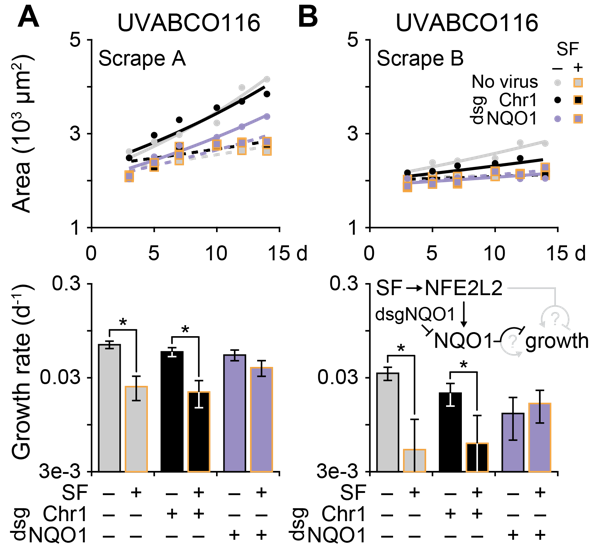 A
UVABCO116
B
UVABCO116
Scrape A
Scrape B
SF
– +
No virus
dsg
Chr1
NQO1
Area (10³ μm²)
5
3
1
0 5 10 15 d
5
3
1
0 5 10 15 d
Growth rate (d⁻¹)
0.3
0.03
3e-3
*
*
0.3
0.03
3e-3
SF → NFE2L2
dsgNQO1
NQO1
?
?
growth
*
*
SF – + – + – +
dsg
Chr1 – – + + – –
NQO1 – – – – + +
– + – + – +
– – + + – –
– – – – + +
SF
dsg
Chr1
NQO1